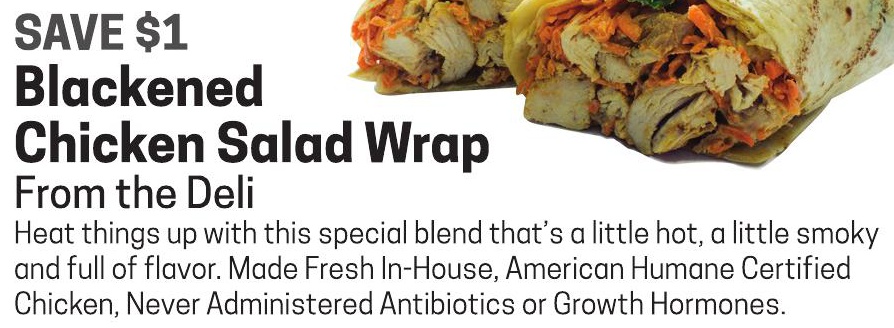 SAVE $1
Blackened
Chicken Salad Wrap
From the Deli
Heat things up with this special blend that’s a little hot, a little smoky
and full of flavor. Made Fresh In-House, American Humane Certified
Chicken, Never Administered Antibiotics or Growth Hormones.